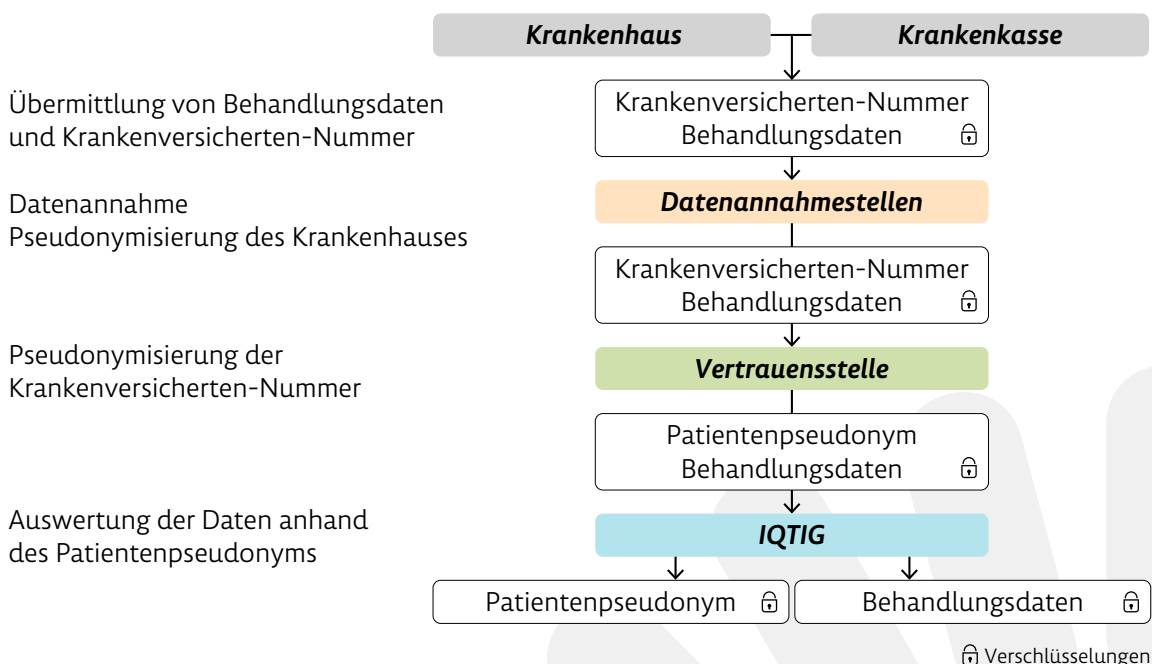 Krankenhaus
Krankenkasse
Übermittlung von Behandlungsdaten
und Krankenversicherten-Nummer
Krankenversicherten-Nummer
Behandlungsdaten
Datenannahme
Pseudonymisierung des Krankenhauses
Datenannahmestellen
Krankenversicherten-Nummer
Behandlungsdaten
Pseudonymisierung der
Krankenversicherten-Nummer
Vertrauensstelle
Patientenpseudonym
Behandlungsdaten
Auswertung der Daten anhand
des Patientenpseudonyms
IQTIG
Patientenpseudonym
Behandlungsdaten
Verschlüsselungen